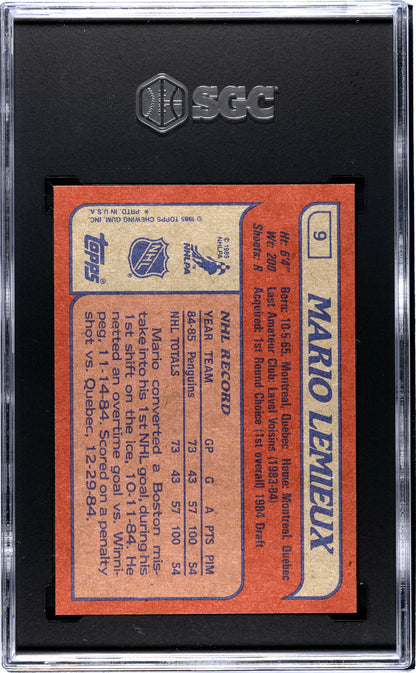 SGC
9
MARIO LEMIEUX
Ht: 6'4" Born: 10-5-65, Montreal, Quebec Home: Montreal, Quebec
Wt: 200 Last Amateur Club: Laval Voisins (1983-84)
Shoots: R Acquired: 1st Round Choice (1st overall) 1984 Draft
© 1985
NHLPA
NHLPA
NHL
topps®
© 1985 TOPPS CHEWING GUM, INC.
* PRTD. IN U.S.A.
NHL RECORD
YEAR TEAM GP G A PTS PIM
84-85 Penguins 73 43 57 100 54
NHL TOTALS 73 43 57 100 54
Mario converted a Boston mis-
take into his 1st NHL goal, during his
1st shift on the ice, 10-11-84. He
netted an overtime goal vs. Winni-
peg, 11-14-84. Scored on a penalty
shot vs. Quebec, 12-29-84.